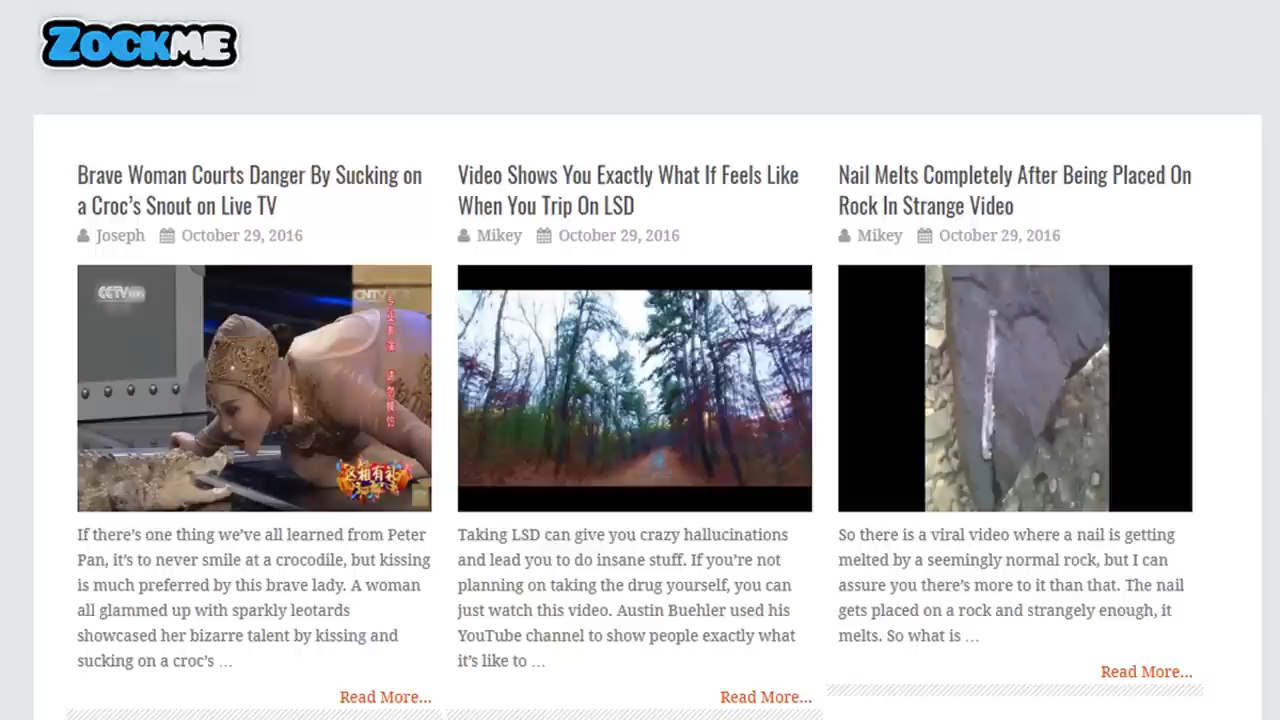 ZOCKME
Brave Woman Courts Danger By Sucking on
a Croc’s Snout on Live TV
Joseph October 29, 2016
CCTV
CNTV
If there’s one thing we’ve all learned from Peter
Pan, it’s to never smile at a crocodile, but kissing
is much preferred by this brave lady. A woman
all glammed up with sparkly leotards
showcased her bizarre talent by kissing and
sucking on a croc’s …
Read More...
Video Shows You Exactly What If Feels Like
When You Trip On LSD
Mikey October 29, 2016
Taking LSD can give you crazy hallucinations
and lead you to do insane stuff. If you’re not
planning on taking the drug yourself, you can
just watch this video. Austin Buehler used his
YouTube channel to show people exactly what
it’s like to …
Read More...
Nail Melts Completely After Being Placed On
Rock In Strange Video
Mikey October 29, 2016
So there is a viral video where a nail is getting
melted by a seemingly normal rock, but I can
assure you there’s more to it than that. The nail
gets placed on a rock and strangely enough, it
melts. So what is …
Read More...